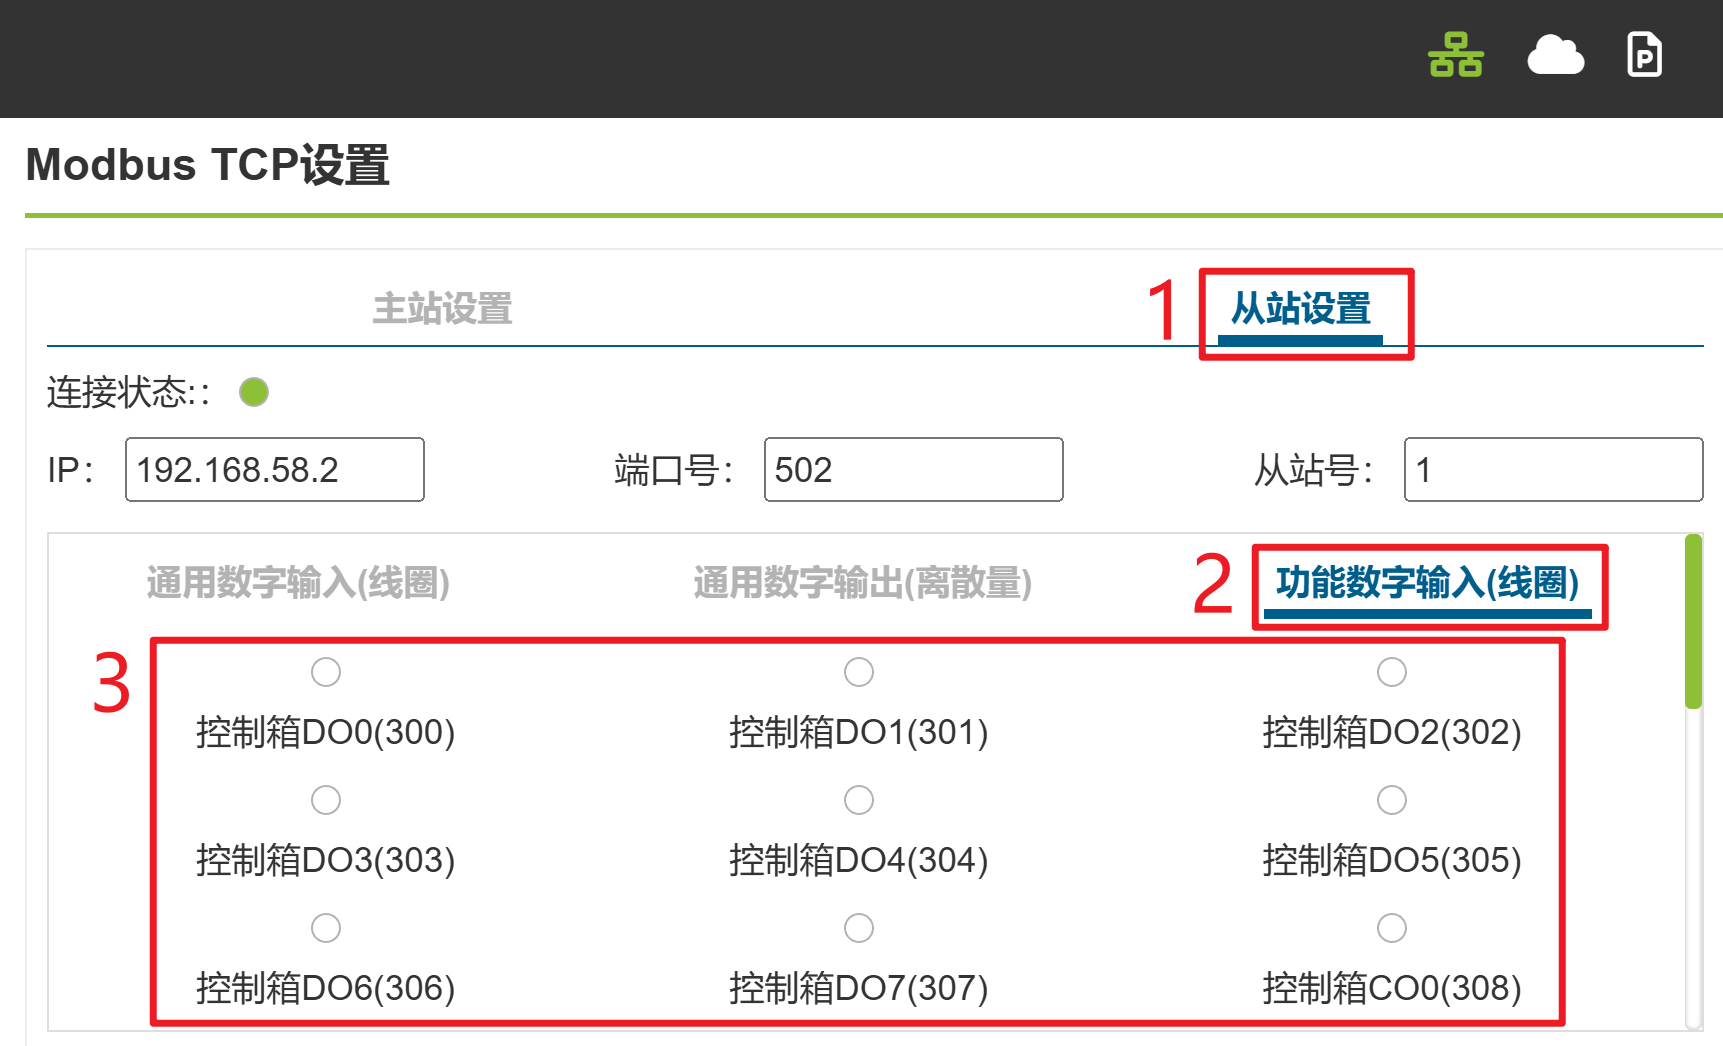 P
Modbus TCP设置
主站设置
1
从站设置
连接状态:：
IP：
192.168.58.2
端口号：
502
从站号：
1
通用数字输入(线圈)
通用数字输出(离散量)
2
功能数字输入(线圈)
3
控制箱DO0(300)
控制箱DO1(301)
控制箱DO2(302)
控制箱DO3(303)
控制箱DO4(304)
控制箱DO5(305)
控制箱DO6(306)
控制箱DO7(307)
控制箱CO0(308)